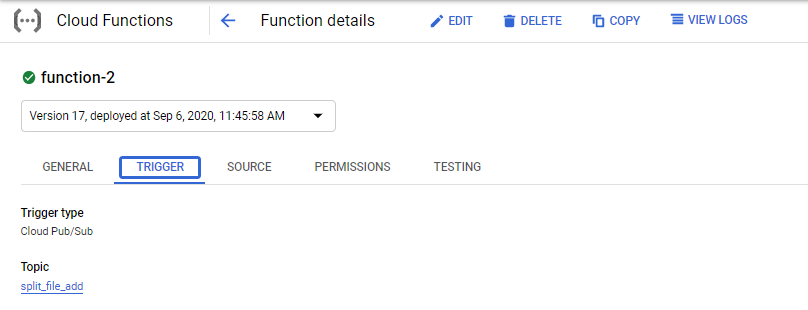 Cloud Functions Function details EDIT DELETE COPY VIEW LOGS
function-2
Version 17, deployed at Sep 6, 2020, 11:45:58 AM
GENERAL TRIGGER SOURCE PERMISSIONS TESTING
Trigger type
Cloud Pub/Sub
Topic
split_file_add